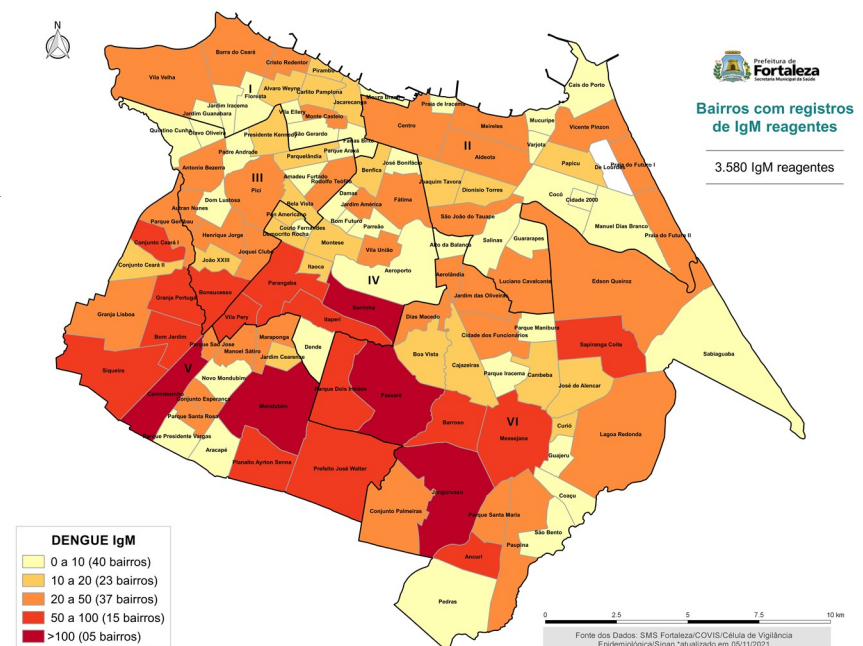 N
Prefeitura de
Fortaleza
Secretaria Municipal da Saúde
Bairros com registros
de IgM reagentes
3.580 IgM reagentes
Barra do Ceará
Cristo Redentor
Pirambu
Vila Velha
I
Floresta
Alvaro Weyne
Carlito Pamplona
Jacarecanga
Moura Brasil
Praia de Iracema
Cais do Porto
Jardim Iracema
Jardim Guanabara
Vila Ellery
Monte Castelo
Centro
Meireles
Mucuripe
Vicente Pinzon
Quintino Cunha
Olavo Oliveira
Presidente Kennedy
São Gerardo
Farias Brito
II
Varjota
Padre Andrade
Parquelândia
Parque Araxá
Aldeota
Papicu
De Lourdes
Praia do Futuro I
Antonio Bezerra
III
Pici
Amadeu Furtado
Rodolfo Teófilo
Benfica
José Bonifácio
Joaquim Tavora
Dionísio Torres
Cocó
Cidade 2000
Autran Nunes
Dom Lustosa
Bela Vista
Damas
Jardim América
Fátima
São João do Tauape
Manuel Dias Branco
Praia do Futuro II
Parque Genibau
Pan Americano
Bom Futuro
Parreão
Conjunto Ceará I
Henrique Jorge
Couto Fernandes
Democrito Rocha
Montese
Vila União
Alto da Balança
Salinas
Guararapes
Conjunto Ceará II
João XXIII
Joquei Clube
Itaoca
Aeroporto
IV
Aerolândia
Luciano Cavalcante
Edson Queiroz
Granja Portugal
Bonsucesso
Parangaba
Jardim das Oliveiras
Granja Lisboa
Vila Pery
Itaperi
Serrinha
Dias Macedo
Cidade dos Funcionários
Parque Manibura
Bom Jardim
Parque São José
Manoel Sátiro
Maraponga
Jardim Cearense
Dende
Boa Vista
Cajazeiras
Sapiranga Coite
Sabiaguaba
Siqueira
V
Novo Mondubim
Parque Iracema
Cambeba
José de Alencar
Canindezinho
Conjunto Esperança
Mondubim
Parque Dois Irmãos
Passaré
Parque Santa Rosa
Barroso
VI
Messejana
Curió
Lagoa Redonda
Parque Presidente Vargas
Aracapé
Planalto Ayrton Senna
Prefeito José Walter
Guajeru
Jangurussu
Coaçu
Conjunto Palmeiras
Parque Santa Maria
São Bento
Paupina
Ancuri
Pedras
DENGUE IgM
0 a 10 (40 bairros)
10 a 20 (23 bairros)
20 a 50 (37 bairros)
50 a 100 (15 bairros)
>100 (05 bairros)
0 2.5 5 7.5 10 km
Fonte dos Dados: SMS Fortaleza/COVIS/Célula de Vigilância
Epidemiológica/Sinan *atualizado em 05/11/2021